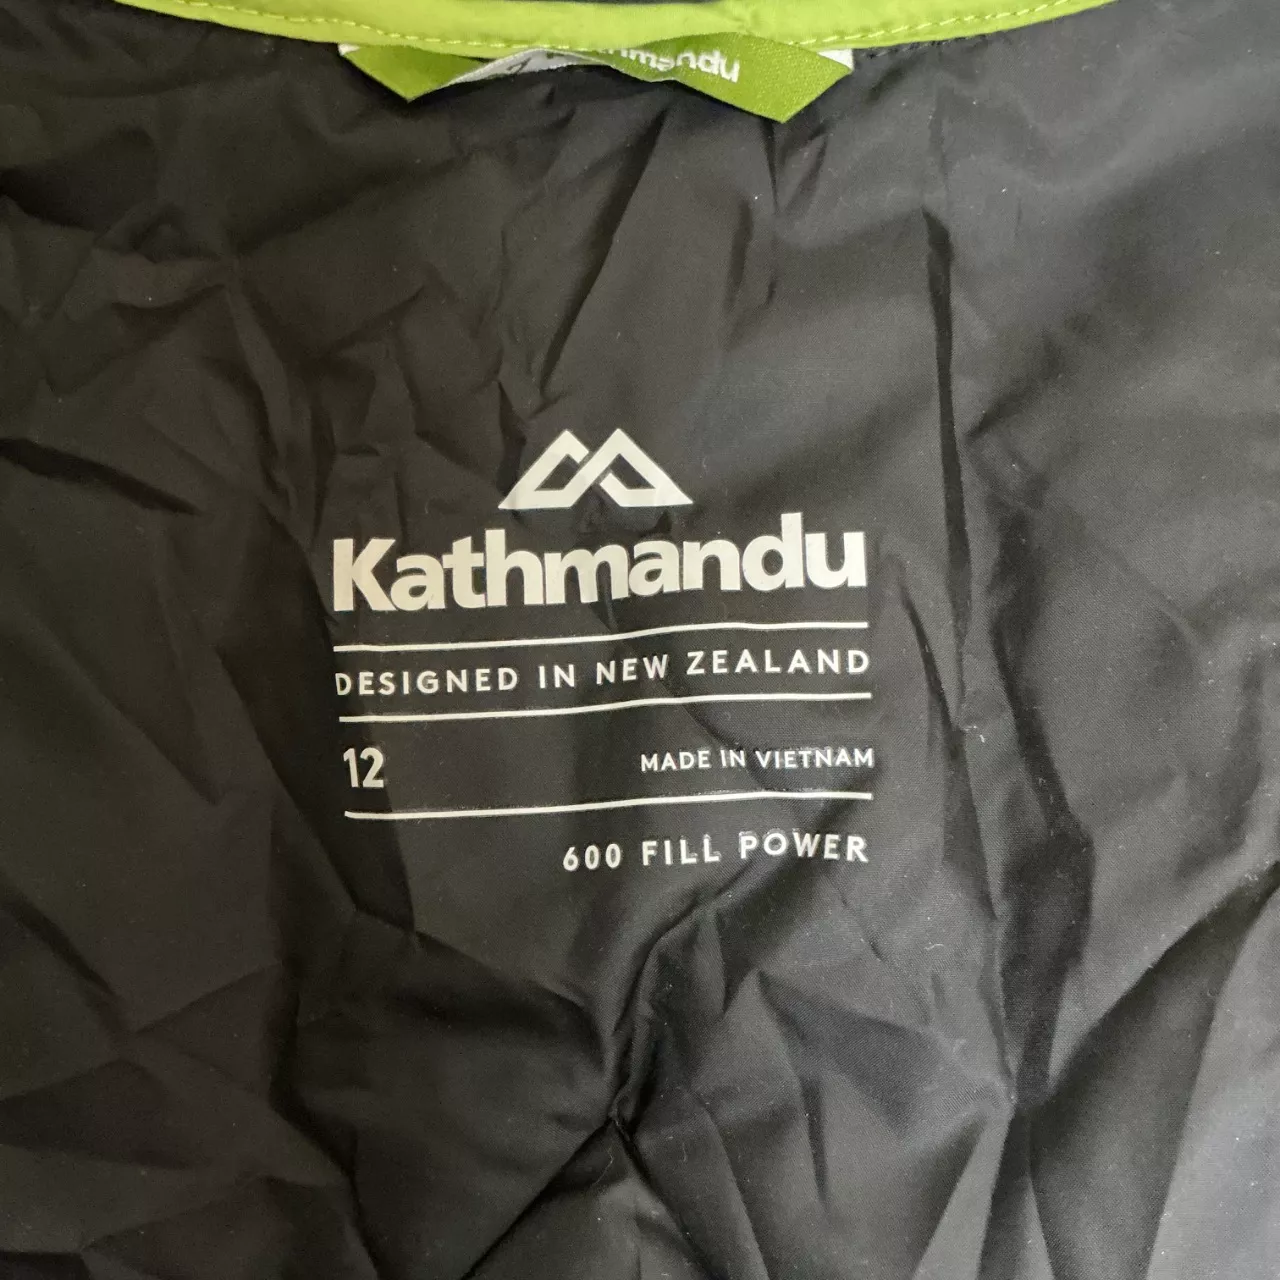 Kathmandu
DESIGNED IN NEW ZEALAND
12 MADE IN VIETNAM
600 FILL POWER